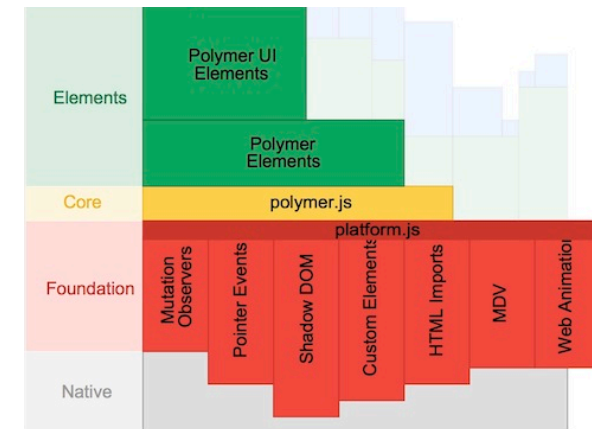 Polymer UI
Elements
Elements
Polymer
Elements
Core
polymer.js
platform.js
Foundation
Mutation
Observers
Pointer Events
Shadow DOM
Custom Elements
HTML Imports
MDV
Web Animation
Native